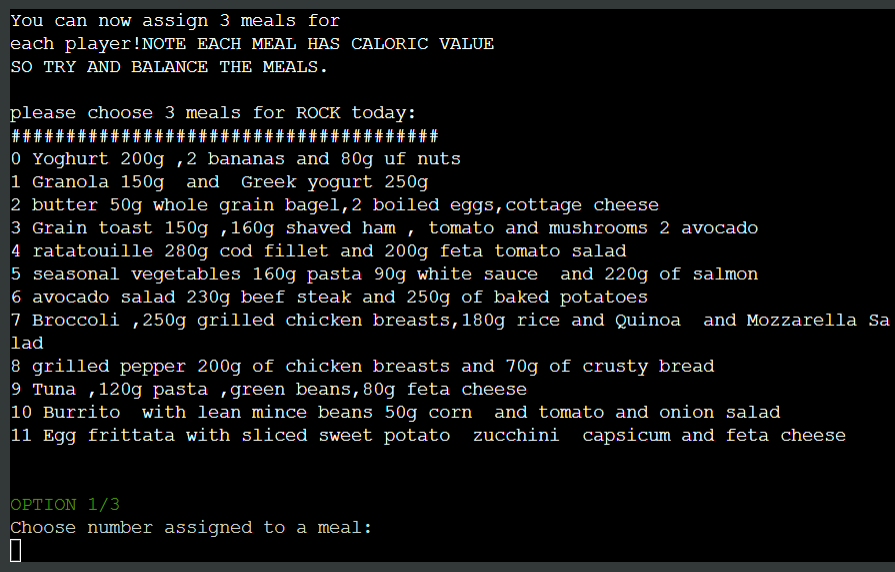 You can now assign 3 meals for
each player!NOTE EACH MEAL HAS CALORIC VALUE
SO TRY AND BALANCE THE MEALS.
please choose 3 meals for ROCK today:
#######################################
0 Yoghurt 200g ,2 bananas and 80g uf nuts
1 Granola 150g  and  Greek yogurt 250g
2 butter 50g whole grain bagel,2 boiled eggs,cottage cheese
3 Grain toast 150g ,160g shaved ham , tomato and mushrooms 2 avocado
4 ratatouille 280g cod fillet and 200g feta tomato salad
5 seasonal vegetables 160g pasta 90g white sauce  and 220g of salmon
6 avocado salad 230g beef steak and 250g of baked potatoes
7 Broccoli ,250g grilled chicken breasts,180g rice and Quinoa  and Mozzarella Sa
lad
8 grilled pepper 200g of chicken breasts and 70g of crusty bread
9 Tuna ,120g pasta ,green beans,80g feta cheese
10 Burrito  with lean mince beans 50g corn  and tomato and onion salad
11 Egg frittata with sliced sweet potato  zucchini  capsicum and feta cheese
OPTION 1/3
Choose number assigned to a meal: